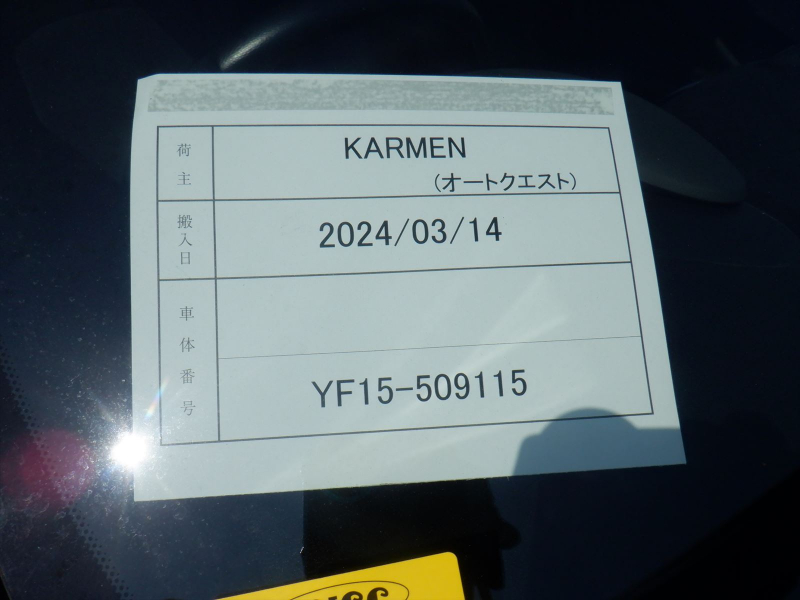 荷主
KARMEN
(オートクエスト)
搬入日
2024/03/14
車体番号
YF15-509115